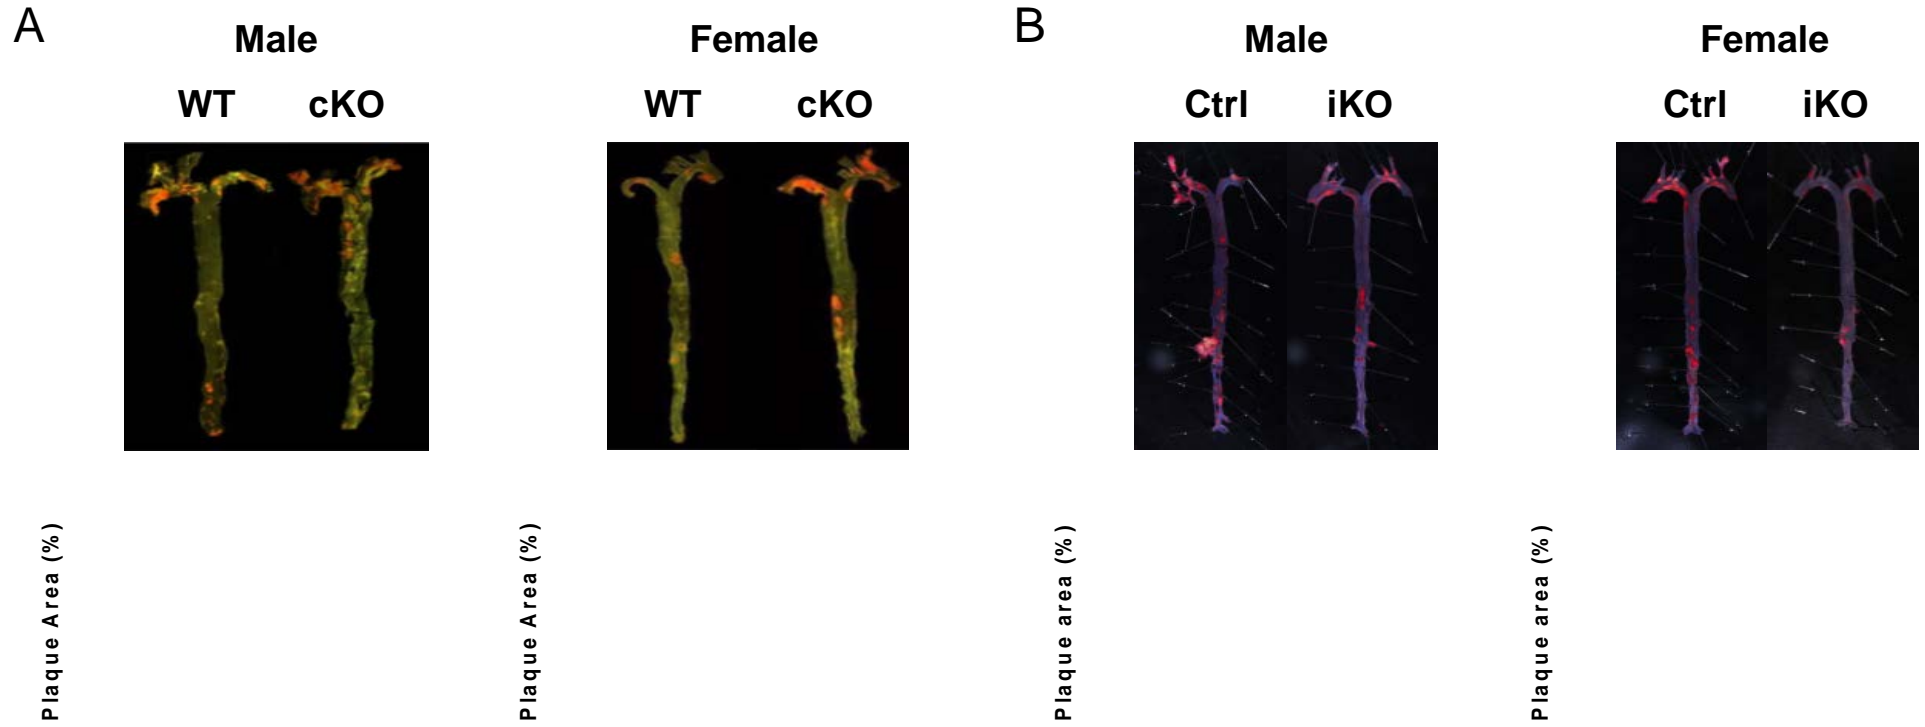 A
Male
Female
WT
cKO
WT
cKO
Plaque Area (%)
Plaque Area (%)
B
Male
Female
Ctrl
iKO
Ctrl
iKO
Plaque area (%)
Plaque area (%)